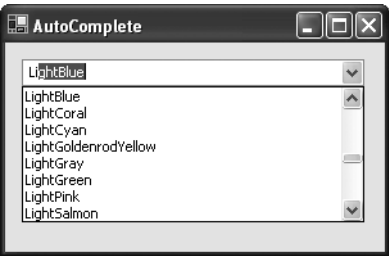 AutoComplete
LightBlue
LightBlue
LightCoral
LightCyan
LightGoldenrodYellow
LightGray
LightGreen
LightPink
LightSalmon